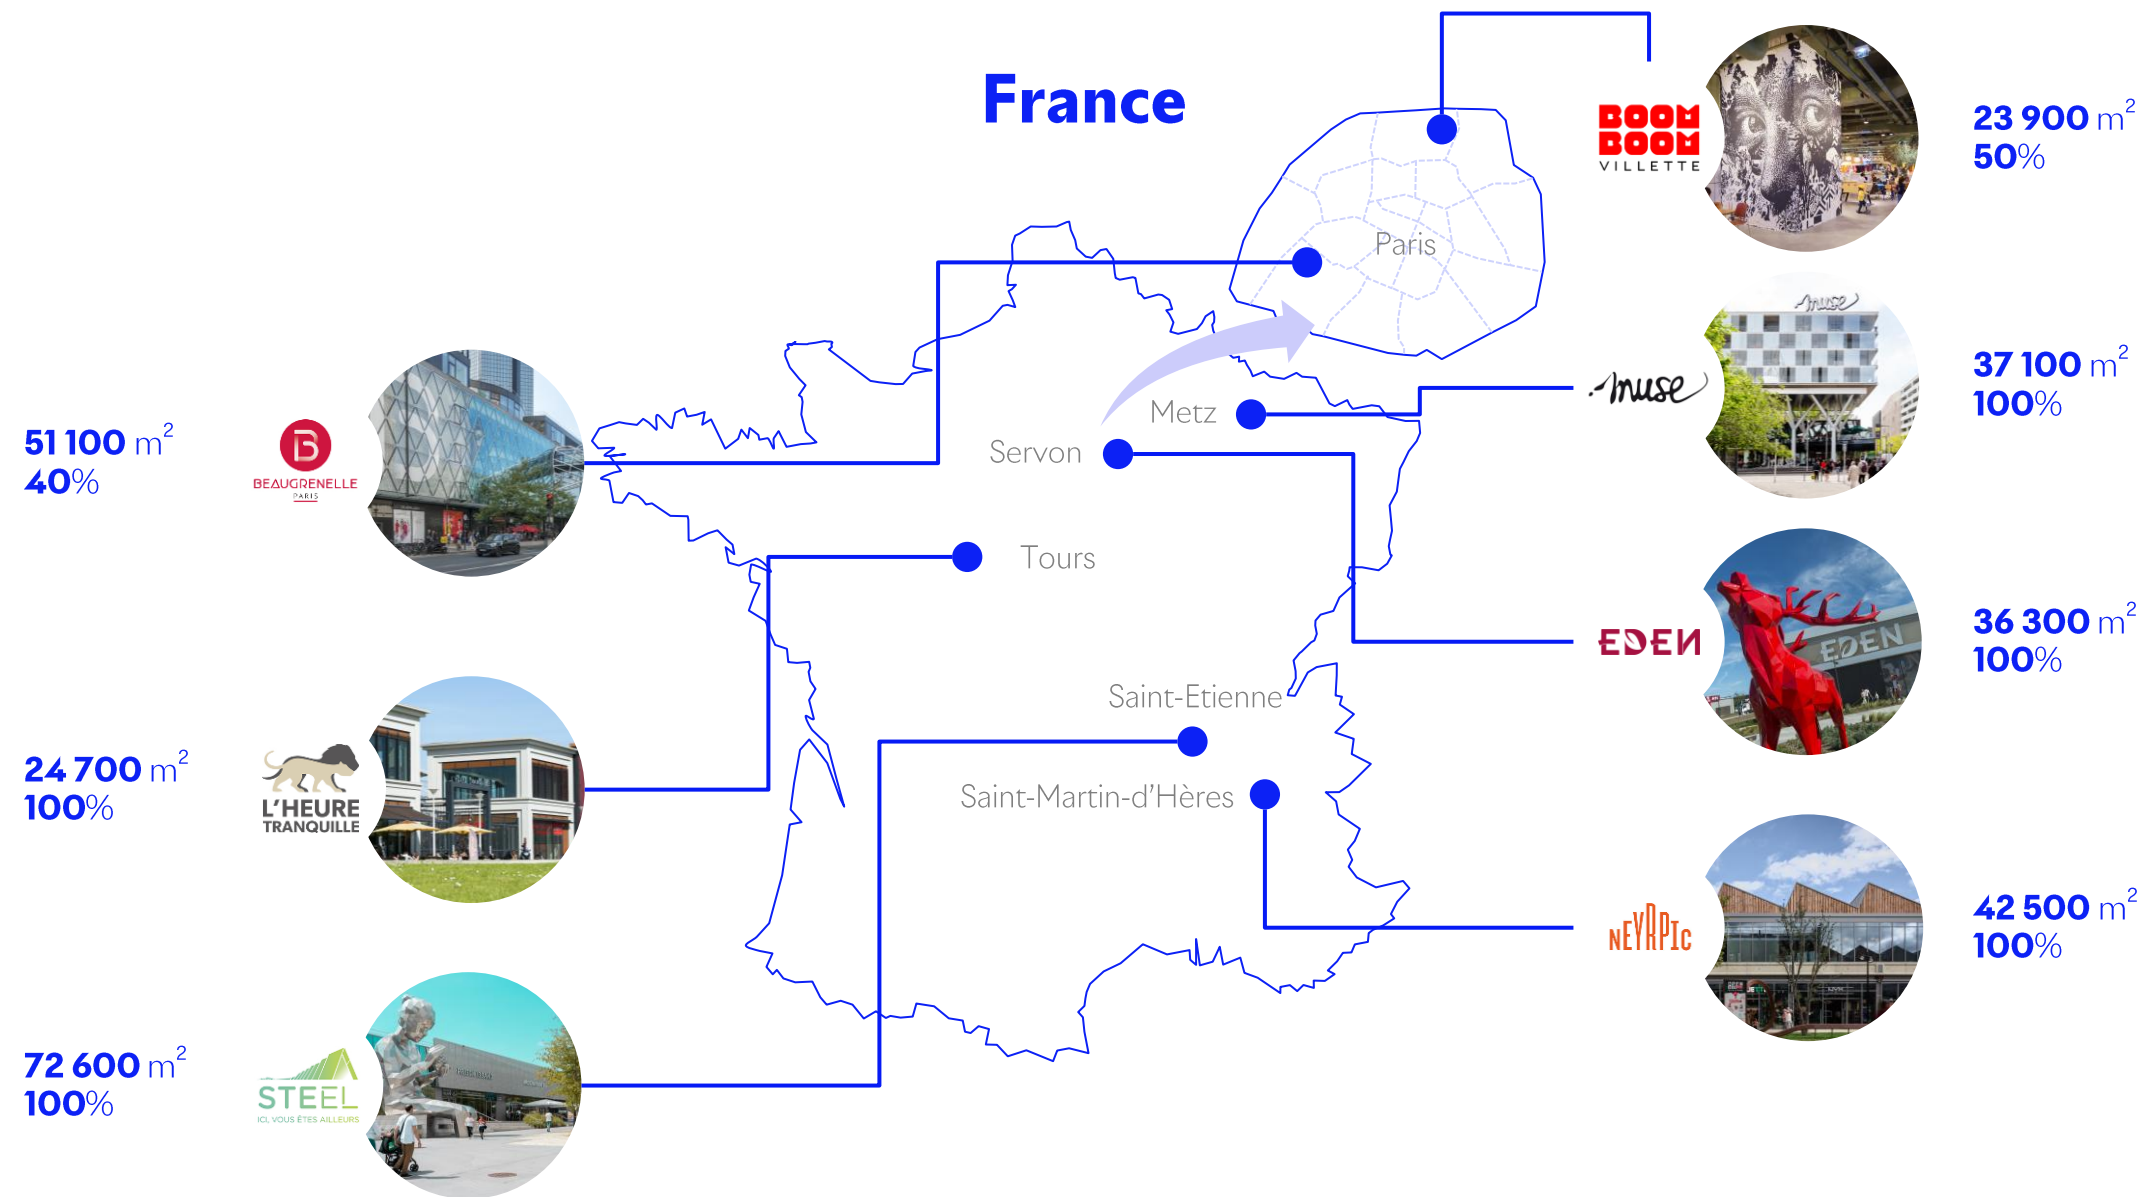 France
BOOM
BOOM
VILLETTE
23 900 m²
50%
Paris
muse
muse
37 100 m²
100%
Metz
Servon
51 100 m²
40%
B
BEAUGRENELLE
PARIS
Tours
EDEN
EDEN
36 300 m²
100%
Saint-Etienne
24 700 m²
100%
L'HEURE
TRANQUILLE
Saint-Martin-d'Hères
NEYRPIC
42 500 m²
100%
72 600 m²
100%
STEEL
ICI, VOUS ÊTES AILLEURS